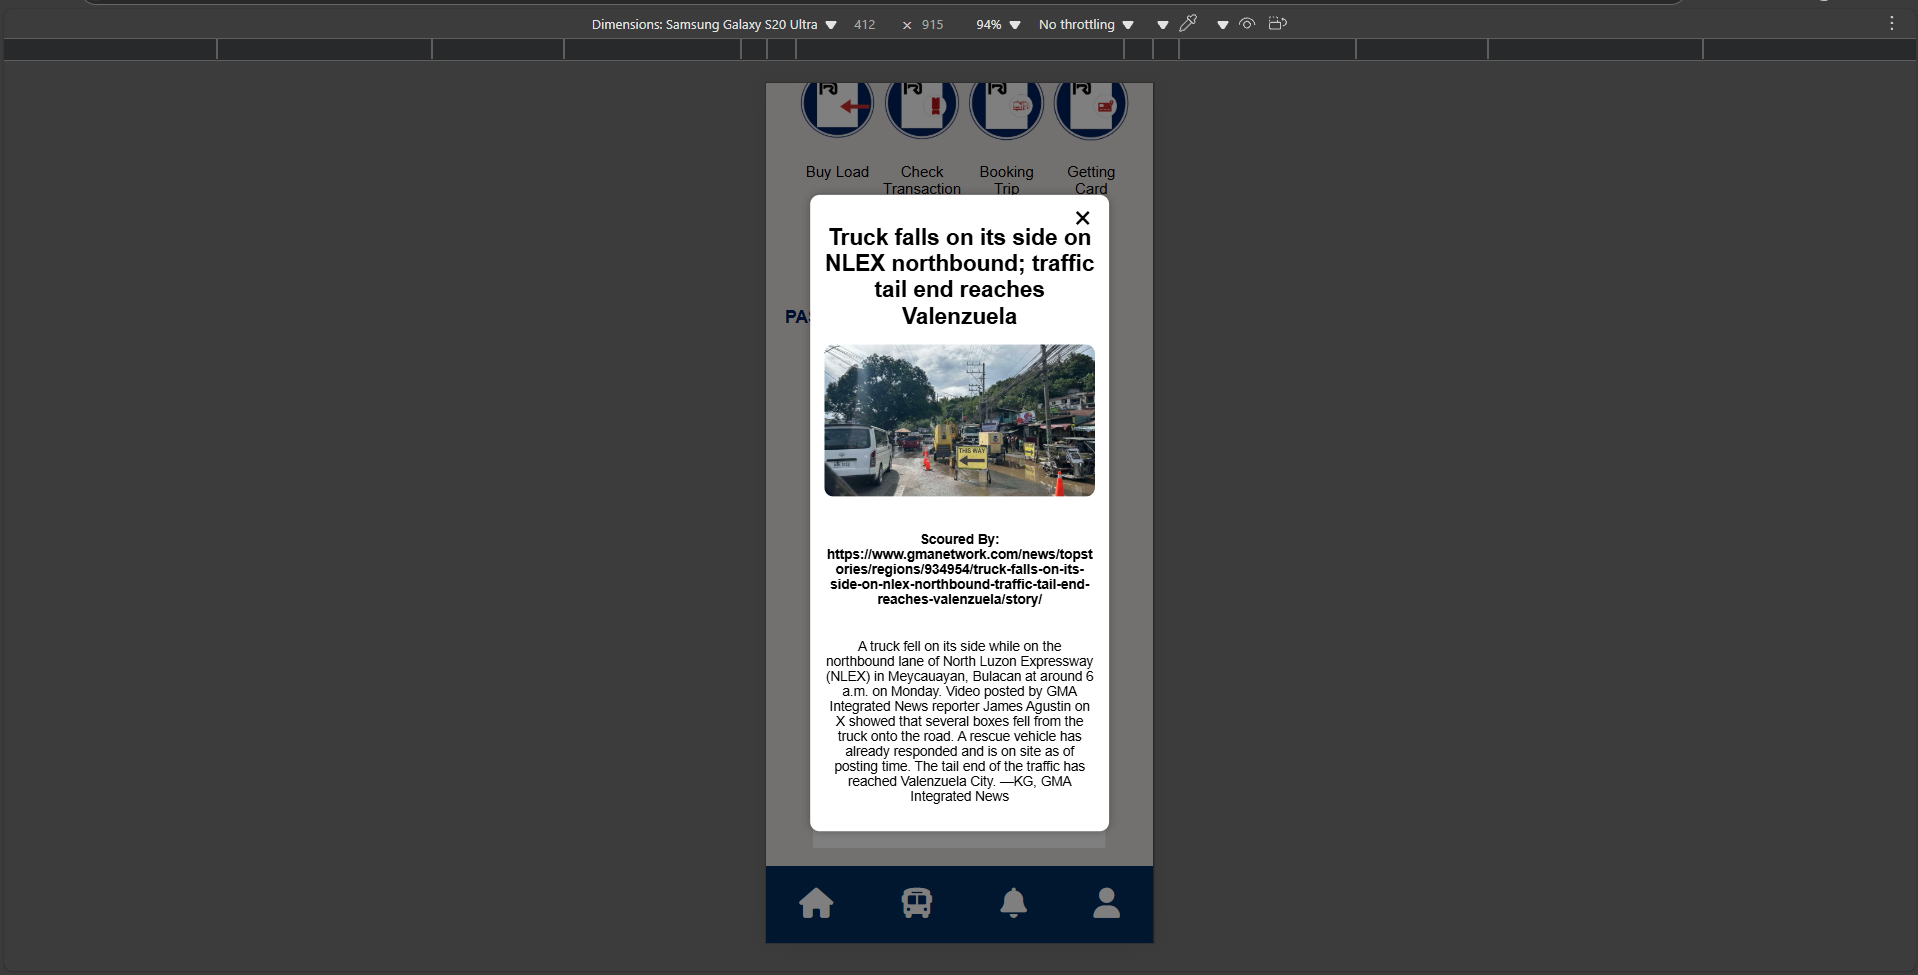 Dimensions: Samsung Galaxy S20 Ultra 412 × 915 94% No throttling
Buy Load Check Transaction Booking Trip Getting Card
Truck falls on its side on
NLEX northbound; traffic
tail end reaches
Valenzuela
PAS
THIS WAY
Scoured By:
https://www.gmanetwork.com/news/topst
ories/regions/934954/truck-falls-on-its-
side-on-nlex-northbound-traffic-tail-end-
reaches-valenzuela/story/
A truck fell on its side while on the
northbound lane of North Luzon Expressway
(NLEX) in Meycauayan, Bulacan at around 6
a.m. on Monday. Video posted by GMA
Integrated News reporter James Agustin on
X showed that several boxes fell from the
truck onto the road. A rescue vehicle has
already responded and is on site as of
posting time. The tail end of the traffic has
reached Valenzuela City. —KG, GMA
Integrated News